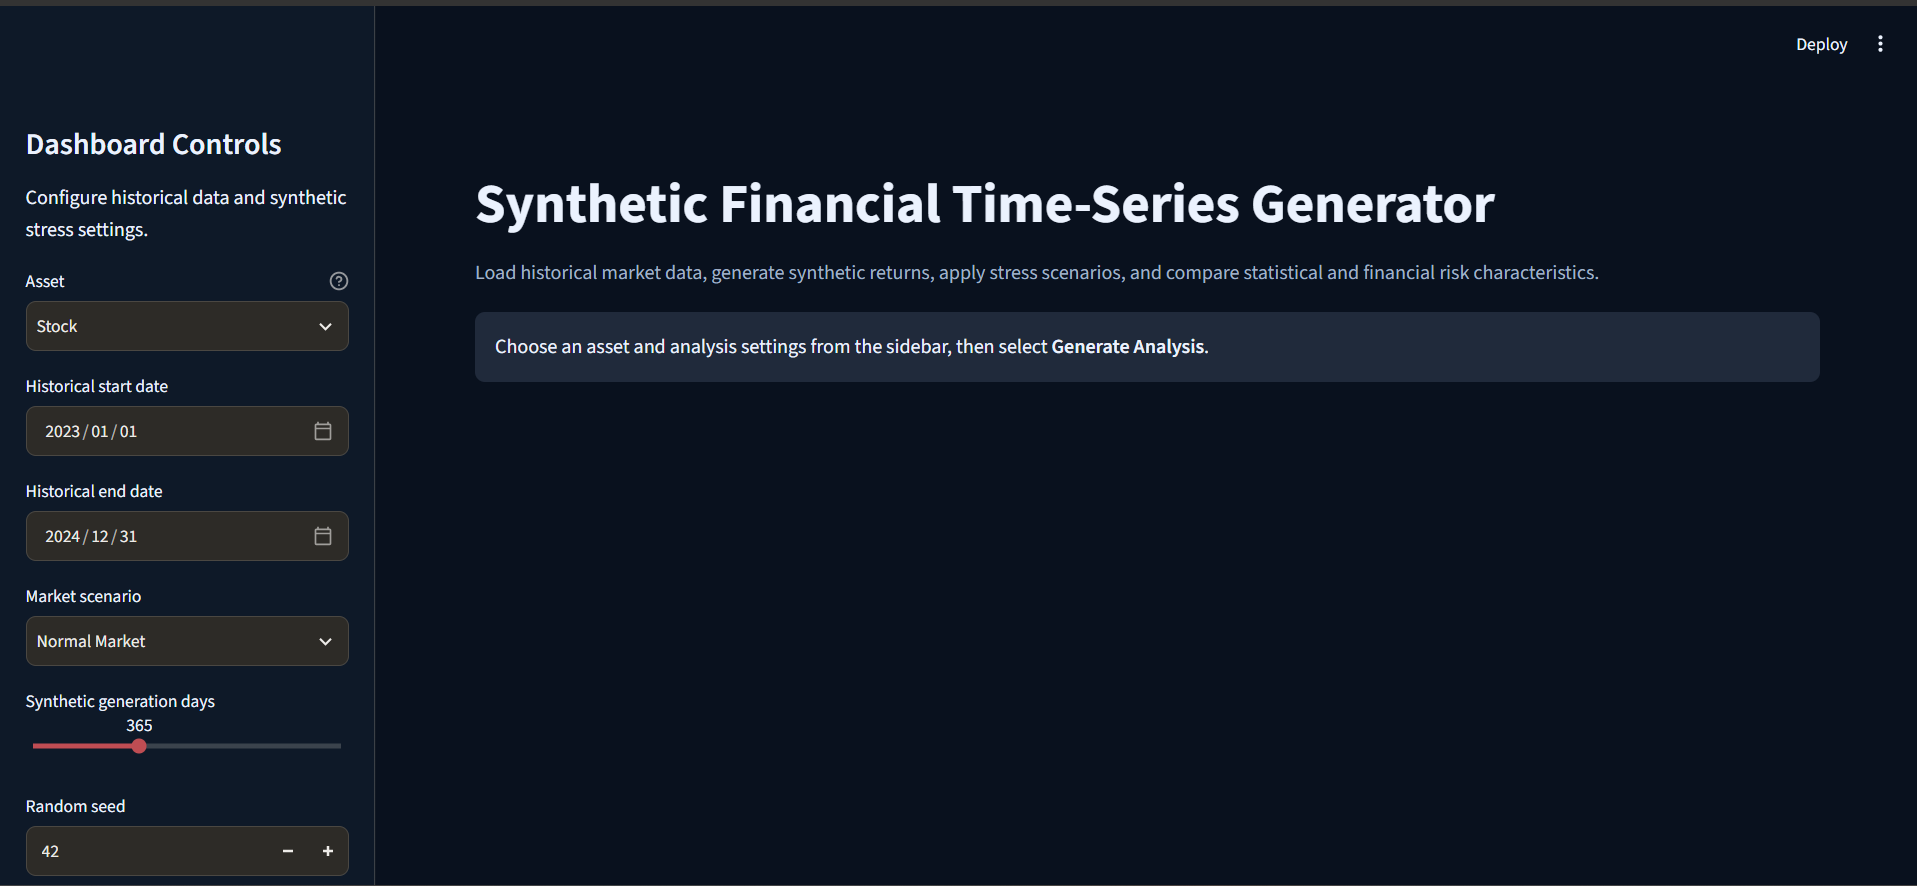 Deploy
Dashboard Controls
Configure historical data and synthetic
stress settings.
Asset
Stock
Historical start date
2023/01/01
Historical end date
2024/12/31
Market scenario
Normal Market
Synthetic generation days
365
Random seed
42
Synthetic Financial Time-Series Generator
Load historical market data, generate synthetic returns, apply stress scenarios, and compare statistical and financial risk characteristics.
Choose an asset and analysis settings from the sidebar, then select Generate Analysis.